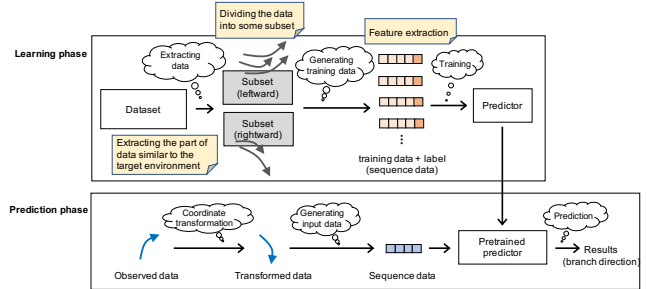 Dividing the data
into some subset
Learning phase
Extracting
data
Generating
training data
Feature extraction
Training
Dataset
Subset
(leftward)
Subset
(rightward)
Predictor
Extracting the part of
data similar to the
target environment
training data + label
(sequence data)
Prediction phase
Coordinate
transformation
Generating
input data
Prediction
Pretrained
predictor
Observed data
Transformed data
Sequence data
Results
(branch direction)